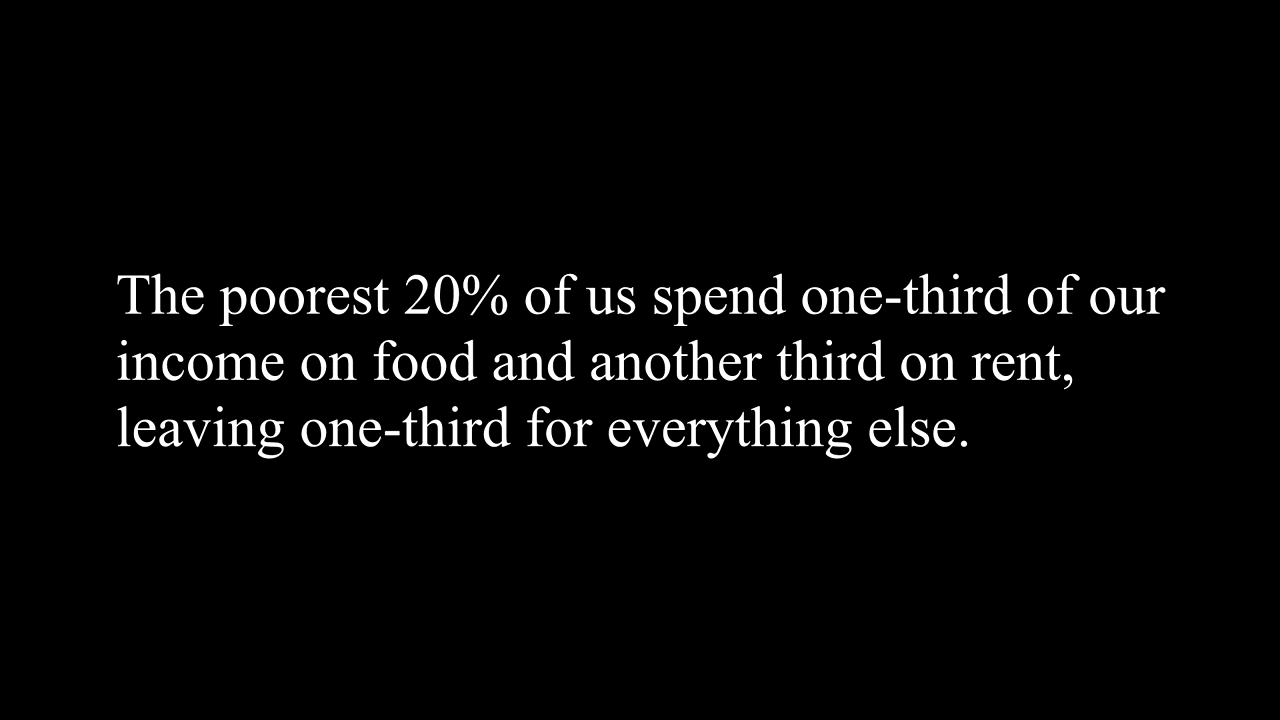 The poorest 20% of us spend one-third of our
income on food and another third on rent,
leaving one-third for everything else.